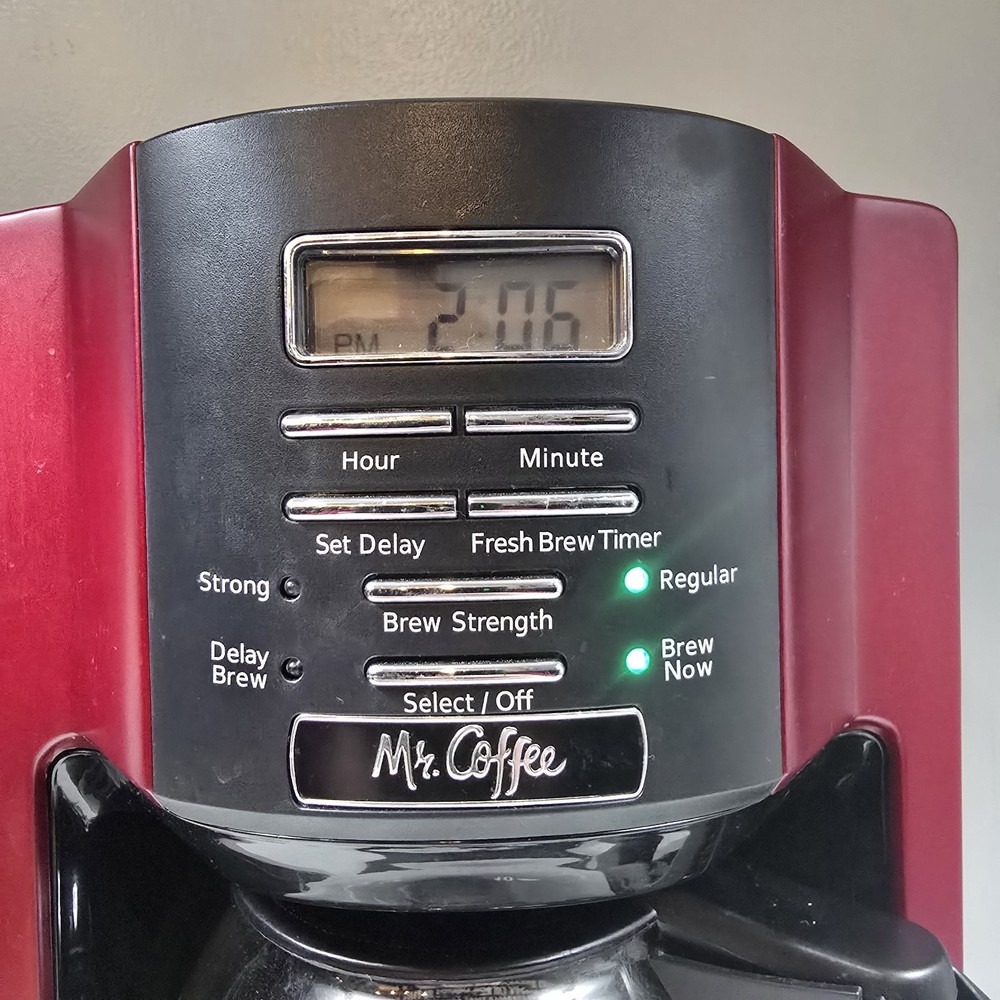 PM 2:06
Hour Minute
Set Delay Fresh Brew Timer
Strong Regular
Brew Strength
Delay
Brew
Brew
Now
Select / Off
Mr. Coffee